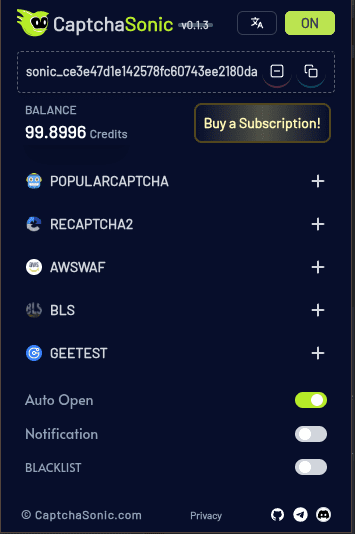 CaptchaSonic v0.1.3 ON
sonic_ce3e47d1e142578fc60743ee2180da
BALANCE
99.8996 Credits
Buy a Subscription!
POPULARCAPTCHA
RECAPTCHA2
AWSWAF
BLS
GEETEST
Auto Open
Notification
BLACKLIST
© CaptchaSonic.com Privacy